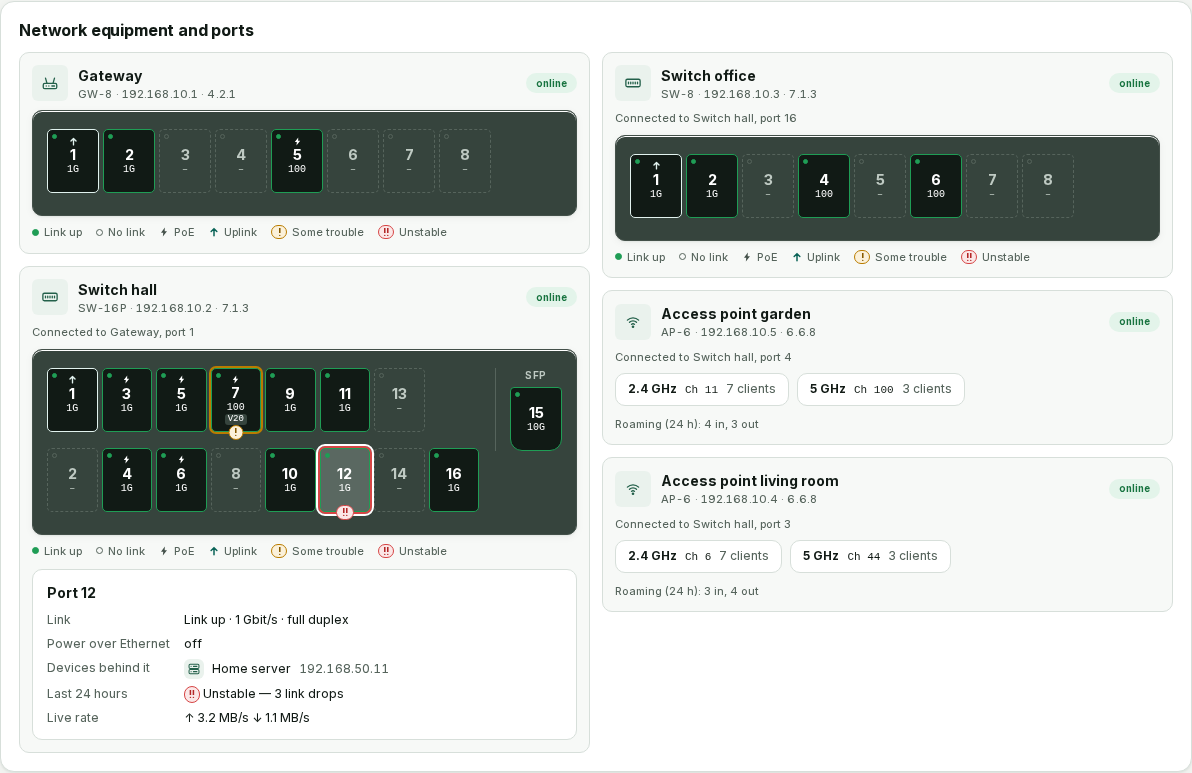 Network equipment and ports
Gateway
GW-8 · 192.168.10.1 · 4.2.1
online
↑ 1 1G
2 1G
3 –
4 –
5 100
6 –
7 –
8 –
Link up No link PoE ↑ Uplink ! Some trouble !! Unstable
Switch hall
SW-16P · 192.168.10.2 · 7.1.3
online
Connected to Gateway, port 1
↑ 1 1G
3 1G
5 1G
7 100 V20 !
9 1G
11 1G
13 –
SFP
15 10G
2 –
4 1G
6 1G
8 –
10 1G
12 1G !!
14 –
16 1G
Link up No link PoE ↑ Uplink ! Some trouble !! Unstable
Port 12
Link Link up · 1 Gbit/s · full duplex
Power over Ethernet off
Devices behind it Home server 192.168.50.11
Last 24 hours !! Unstable — 3 link drops
Live rate ↑ 3.2 MB/s ↓ 1.1 MB/s
Switch office
SW-8 · 192.168.10.3 · 7.1.3
online
Connected to Switch hall, port 16
↑ 1 1G
2 1G
3 –
4 100
5 –
6 100
7 –
8 –
Link up No link PoE ↑ Uplink ! Some trouble !! Unstable
Access point garden
AP-6 · 192.168.10.5 · 6.6.8
online
Connected to Switch hall, port 4
2.4 GHz Ch 11 7 clients 5 GHz Ch 100 3 clients
Roaming (24 h): 4 in, 3 out
Access point living room
AP-6 · 192.168.10.4 · 6.6.8
online
Connected to Switch hall, port 3
2.4 GHz Ch 6 7 clients 5 GHz Ch 44 3 clients
Roaming (24 h): 3 in, 4 out